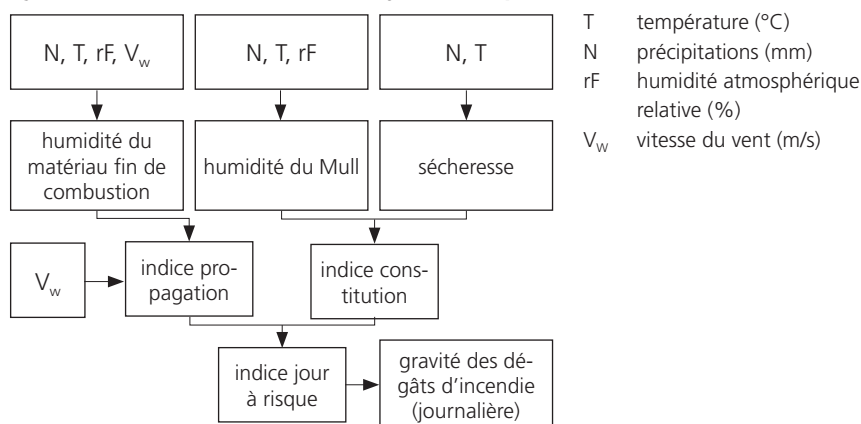 N, T, rF, Vw
N, T, rF
N, T
humidité du
matériau fin de
combustion
humidité du Mull
sécheresse
Vw
indice pro-
pagation
indice cons-
titution
indice jour
à risque
gravité des dé-
gâts d'incendie
(journalière)
T température (°C)
N précipitations (mm)
rF humidité atmosphérique
relative (%)
Vw vitesse du vent (m/s)